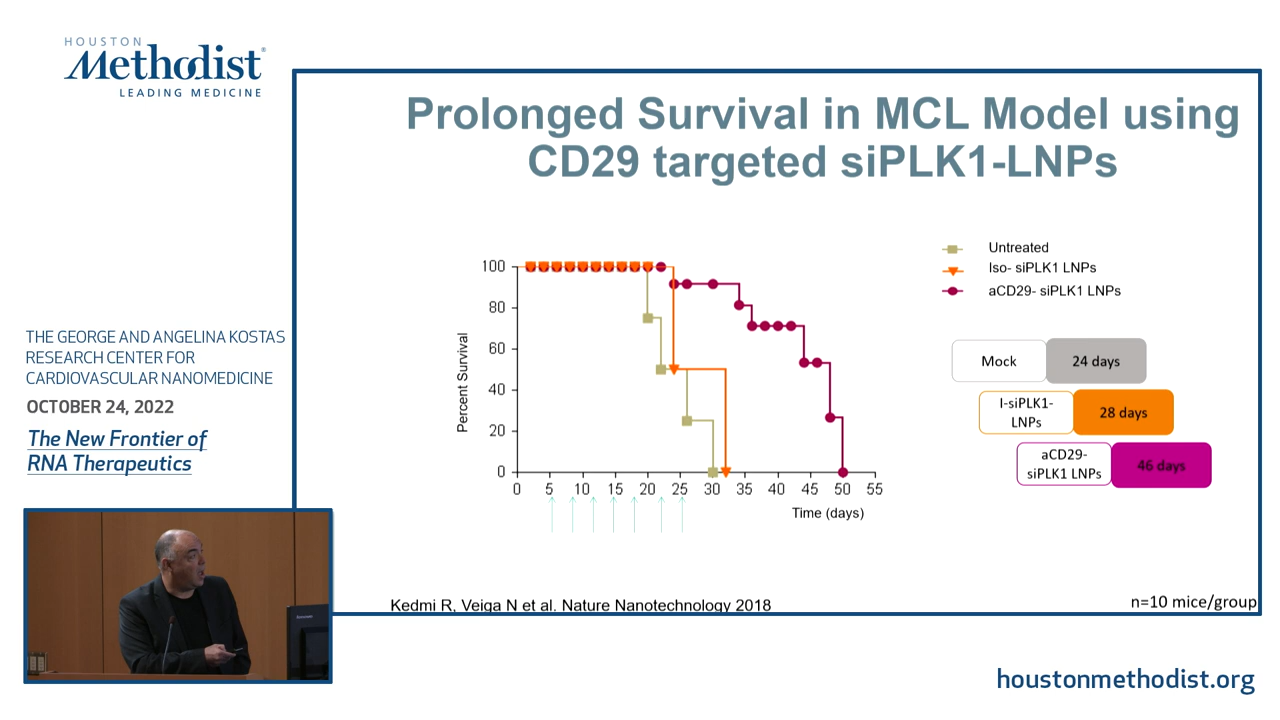 HOUSTON
Methodist®
LEADING MEDICINE
THE GEORGE AND ANGELINA KOSTAS
RESEARCH CENTER FOR
CARDIOVASCULAR NANOMEDICINE
OCTOBER 24, 2022
The New Frontier of
RNA Therapeutics
Prolonged Survival in MCL Model using
CD29 targeted siPLK1-LNPs
Percent Survival
100
80
60
40
20
0
0 5 10 15 20 25 30 35 40 45 50 55
Time (days)
Untreated
Iso- siPLK1 LNPs
aCD29- siPLK1 LNPs
Mock 24 days
I-siPLK1-
LNPs
28 days
aCD29-
siPLK1 LNPs
46 days
Kedmi R, Veiga N et al. Nature Nanotechnology 2018
n=10 mice/group
houstonmethodist.org